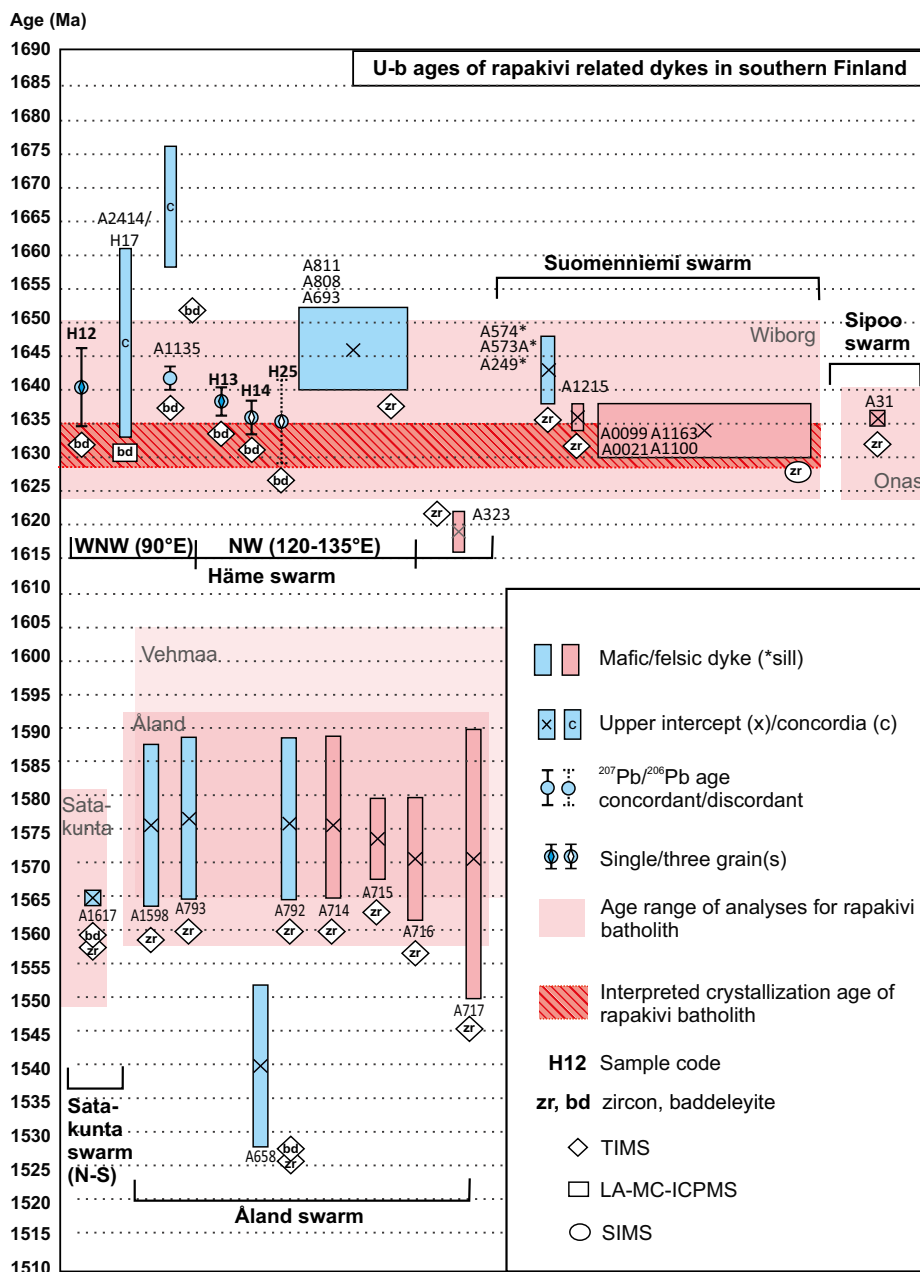 Age (Ma)
U-b ages of rapakivi related dykes in southern Finland
1690
1685
1680
1675
1670
1665
1660
1655
1650
1645
1640
1635
1630
1625
1620
1615
1610
1605
1600
1595
1590
1585
1580
1575
1570
1565
1560
1555
1550
1545
1540
1535
1530
1525
1520
1515
1510
c
A2414/
H17
c
bd
bd
H12
bd
A1135
bd
H13
bd
H14
bd
H25
bd
A811
A808
A693
zr
Suomenniemi swarm
Wiborg
A574*
A573A*
A249*
zr
A1215
zr
A0099 A1163
A0021 A1100
zr
Sipoo
swarm
A31
zr
Onas
zr
A323
WNW (90°E)
NW (120-135°E)
Häme swarm
Vehmaa
Åland
Sata-
kunta
A1617
bd
zr
A1598
zr
A793
zr
A792
zr
A714
zr
A715
zr
A716
zr
A717
zr
A658
bd
zr
Sata-
kunta
swarm
(N-S)
Åland swarm
Mafic/felsic dyke (*sill)
c
Upper intercept (x)/concordia (c)
207Pb/206Pb age
concordant/discordant
Single/three grain(s)
Age range of analyses for rapakivi
batholith
Interpreted crystallization age of
rapakivi batholith
H12 Sample code
zr, bd zircon, baddeleyite
TIMS
LA-MC-ICPMS
SIMS